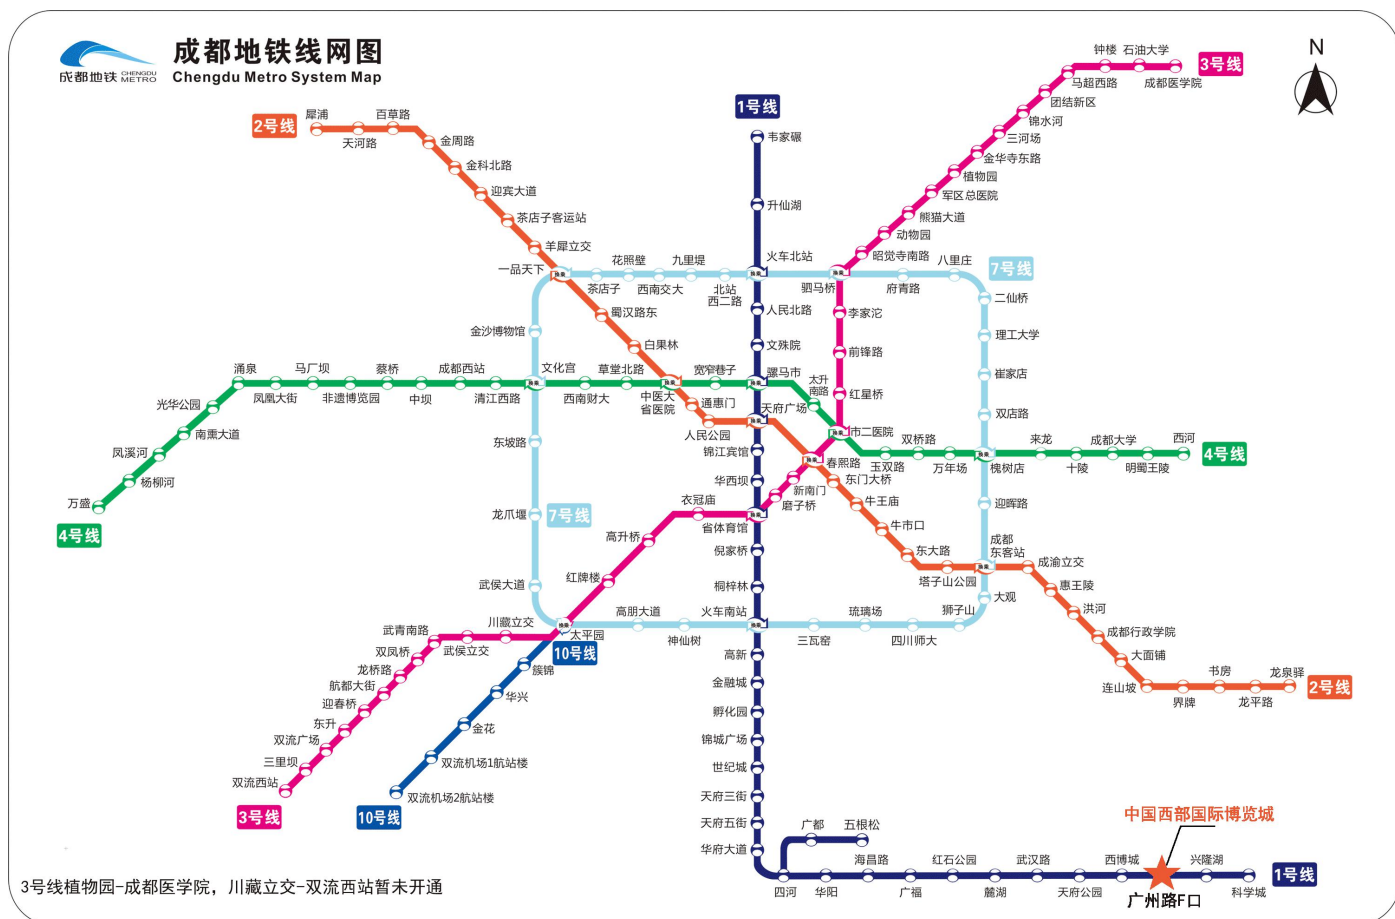 成都地铁 CHENGDU METRO
成都地铁线网图
Chengdu Metro System Map
N
1号线
韦家碾
升仙湖
火车北站
人民北路
文殊院
骡马市
天府广场
锦江宾馆
华西坝
省体育馆
倪家桥
桐梓林
火车南站
高新
金融城
孵化园
锦城广场
世纪城
天府三街
天府五街
华府大道
四河
广都
五根松
华阳
海昌路
广福
红石公园
麓湖
武汉路
天府公园
西博城
广州路F口
兴隆湖
科学城
1号线
中国西部国际博览城
2号线
犀浦
天河路
百草路
金周路
金科北路
迎宾大道
茶店子客运站
羊犀立交
一品天下
蜀汉路东
白果林
中医大
省医院
通惠门
人民公园
春熙路
东门大桥
牛王庙
牛市口
东大路
塔子山公园
成都
东客站
成渝立交
惠王陵
洪河
成都行政学院
大面铺
连山坡
界牌
书房
龙平路
龙泉驿
2号线
3号线
成都医学院
石油大学
钟楼
马超西路
团结新区
锦水河
三河场
金华寺东路
植物园
军区总医院
熊猫大道
动物园
昭觉寺南路
驷马桥
李家沱
前锋路
红星桥
市二医院
新南门
磨子桥
衣冠庙
高升桥
红牌楼
太平园
川藏立交
武侯立交
武青南路
双凤桥
龙桥路
航都大街
迎春桥
东升
双流广场
三里坝
双流西站
3号线
4号线
万盛
杨柳河
凤溪河
南熏大道
光华公园
涌泉
凤凰大街
马厂坝
非遗博览园
蔡桥
中坝
成都西站
清江西路
文化宫
西南财大
草堂北路
宽窄巷子
太升
南路
玉双路
双桥路
万年场
槐树店
来龙
十陵
成都大学
明蜀王陵
西河
4号线
7号线
茶店子
花照壁
西南交大
九里堤
北站
西二路
府青路
八里庄
二仙桥
理工大学
崔家店
双店路
迎晖路
大观
狮子山
四川师大
琉璃场
三瓦窑
神仙树
高朋大道
武侯大道
龙爪堰
东坡路
金沙博物馆
7号线
10号线
簇锦
华兴
金花
双流机场1航站楼
双流机场2航站楼
10号线
3号线植物园-成都医学院，川藏立交-双流西站暂未开通